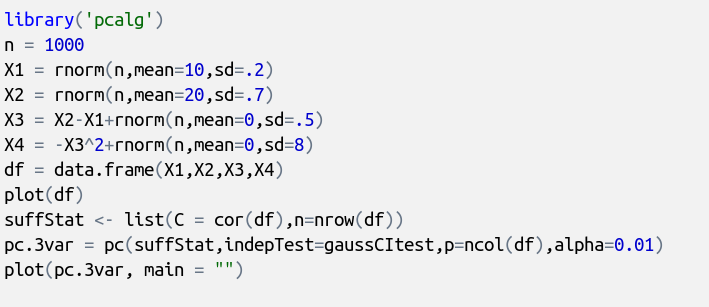 library('pcalg')
n = 1000
X1 = rnorm(n,mean=10,sd=.2)
X2 = rnorm(n,mean=20,sd=.7)
X3 = X2-X1+rnorm(n,mean=0,sd=.5)
X4 = -X3^2+rnorm(n,mean=0,sd=8)
df = data.frame(X1,X2,X3,X4)
plot(df)
suffStat <- list(C = cor(df),n=nrow(df))
pc.3var = pc(suffStat,indepTest=gaussCItest,p=ncol(df),alpha=0.01)
plot(pc.3var, main = "")